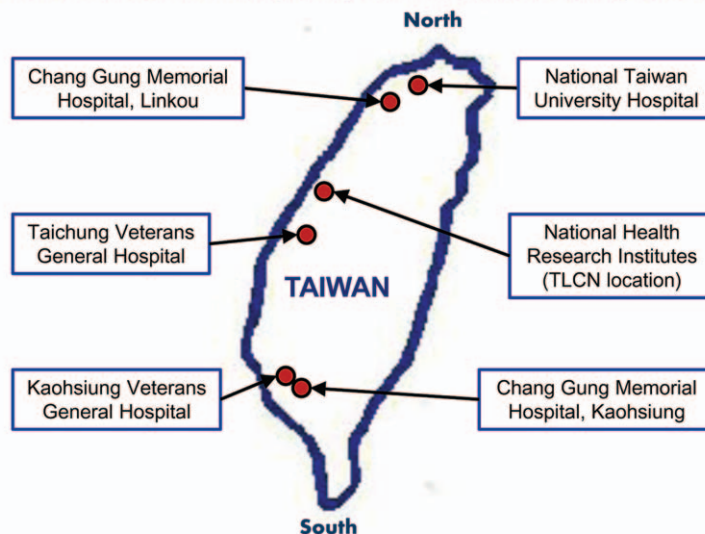 North
Chang Gung Memorial
Hospital, Linkou
National Taiwan
University Hospital
Taichung Veterans
General Hospital
National Health
Research Institutes
(TLCN location)
TAIWAN
Kaohsiung Veterans
General Hospital
Chang Gung Memorial
Hospital, Kaohsiung
South